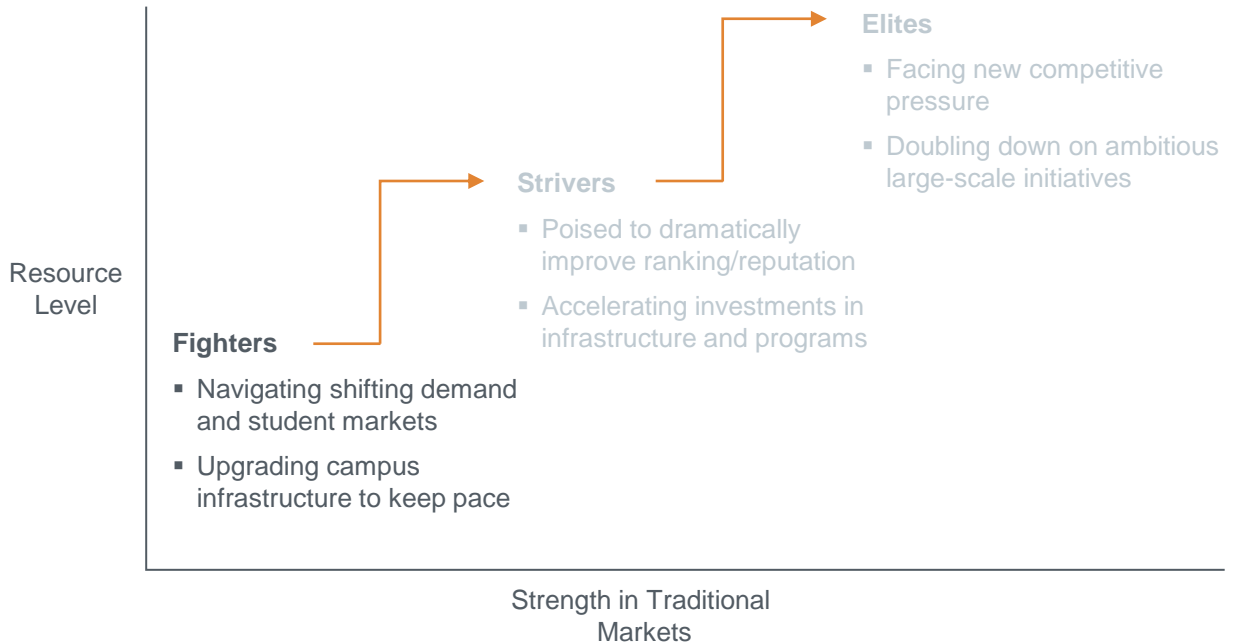 Elites
▪ Facing new competitive
pressure
▪ Doubling down on ambitious
large-scale initiatives
Strivers
▪ Poised to dramatically
improve ranking/reputation
▪ Accelerating investments in
infrastructure and programs
Resource
Level
Fighters
▪ Navigating shifting demand
and student markets
▪ Upgrading campus
infrastructure to keep pace
Strength in Traditional
Markets